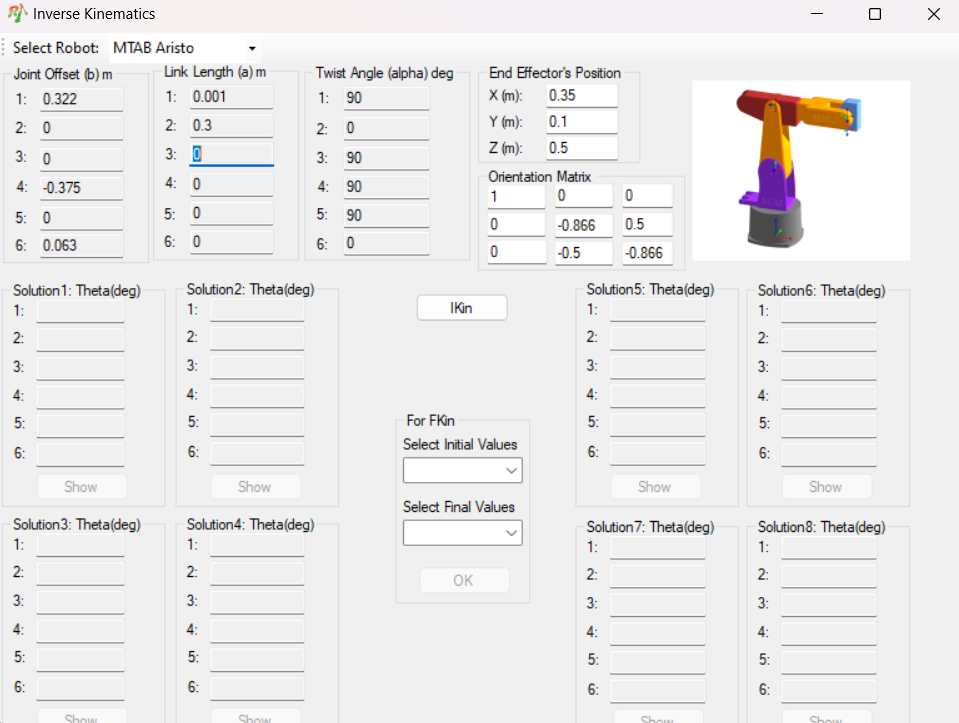 Inverse Kinematics
Select Robot: MTAB Aristo
Joint Offset (b) m
1: 0.322
2: 0
3: 0
4: -0.375
5: 0
6: 0.063
Link Length (a) m
1: 0.001
2: 0.3
3: 0
4: 0
5: 0
6: 0
Twist Angle (alpha) deg
1: 90
2: 0
3: 90
4: 90
5: 90
6: 0
End Effector's Position
X (m): 0.35
Y (m): 0.1
Z (m): 0.5
Orientation Matrix
1 0 0
0 -0.866 0.5
0 -0.5 -0.866
Solution1: Theta(deg)
1:
2:
3:
4:
5:
6:
Show
Solution2: Theta(deg)
1:
2:
3:
4:
5:
6:
Show
IKin
For FKin
Select Initial Values
Select Final Values
OK
Solution5: Theta(deg)
1:
2:
3:
4:
5:
6:
Show
Solution6: Theta(deg)
1:
2:
3:
4:
5:
6:
Show
Solution3: Theta(deg)
1:
2:
3:
4:
5:
6:
Show
Solution4: Theta(deg)
1:
2:
3:
4:
5:
6:
Show
Solution7: Theta(deg)
1:
2:
3:
4:
5:
6:
Show
Solution8: Theta(deg)
1:
2:
3:
4:
5:
6:
Show